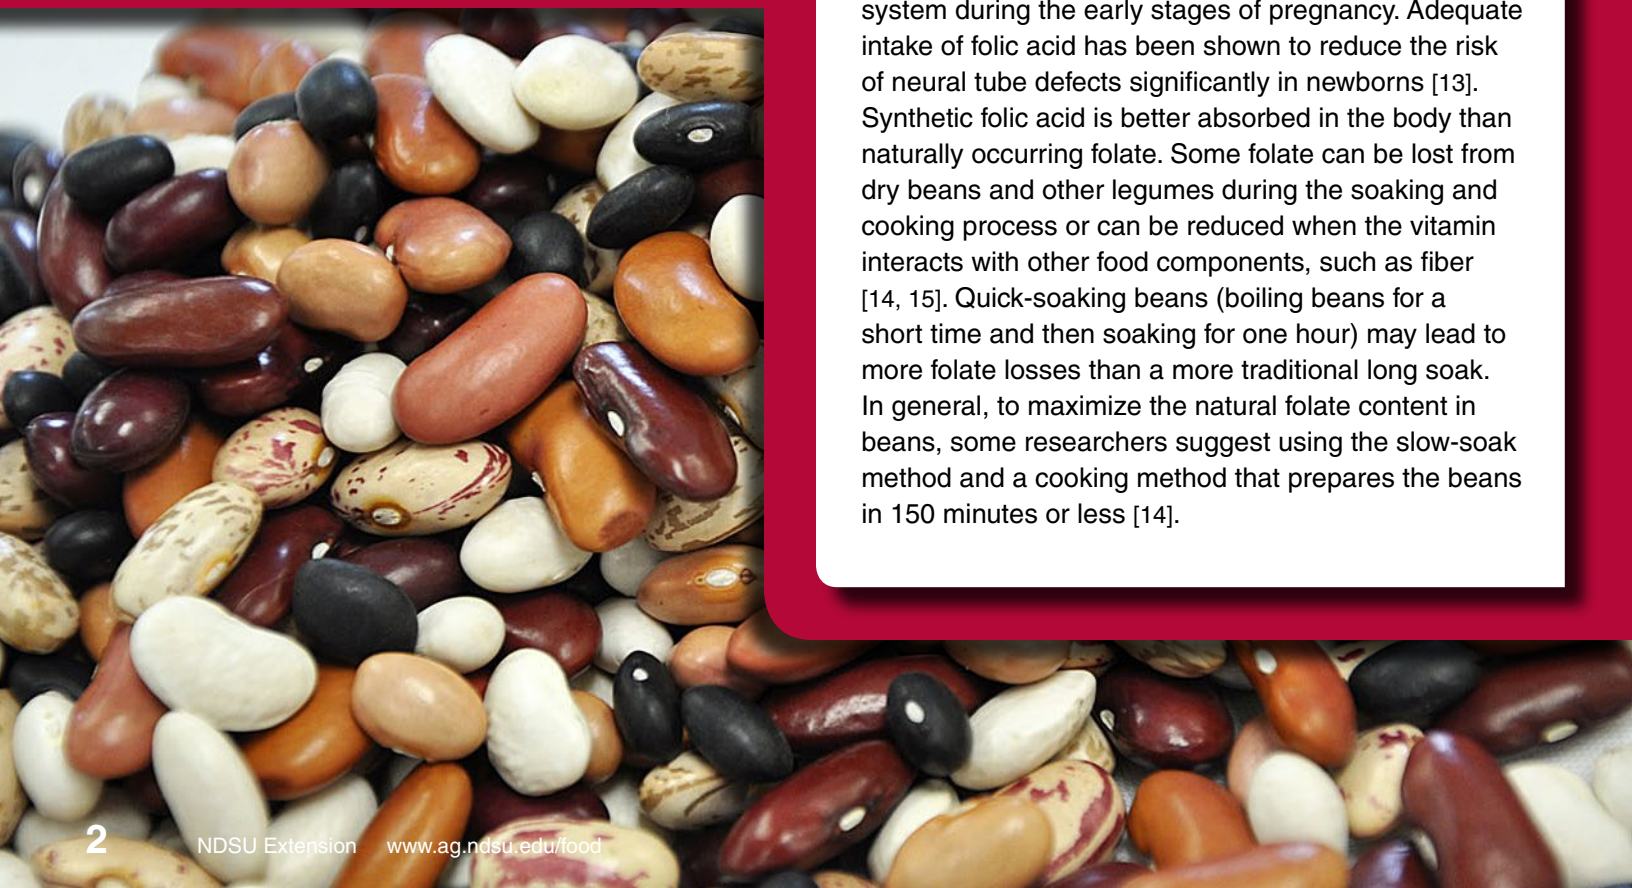 system during the early stages of pregnancy. Adequate
intake of folic acid has been shown to reduce the risk
of neural tube defects significantly in newborns [13].
Synthetic folic acid is better absorbed in the body than
naturally occurring folate. Some folate can be lost from
dry beans and other legumes during the soaking and
cooking process or can be reduced when the vitamin
interacts with other food components, such as fiber
[14, 15]. Quick-soaking beans (boiling beans for a
short time and then soaking for one hour) may lead to
more folate losses than a more traditional long soak.
In general, to maximize the natural folate content in
beans, some researchers suggest using the slow-soak
method and a cooking method that prepares the beans
in 150 minutes or less [14].
2 NDSU Extension www.ag.ndsu.edu/food